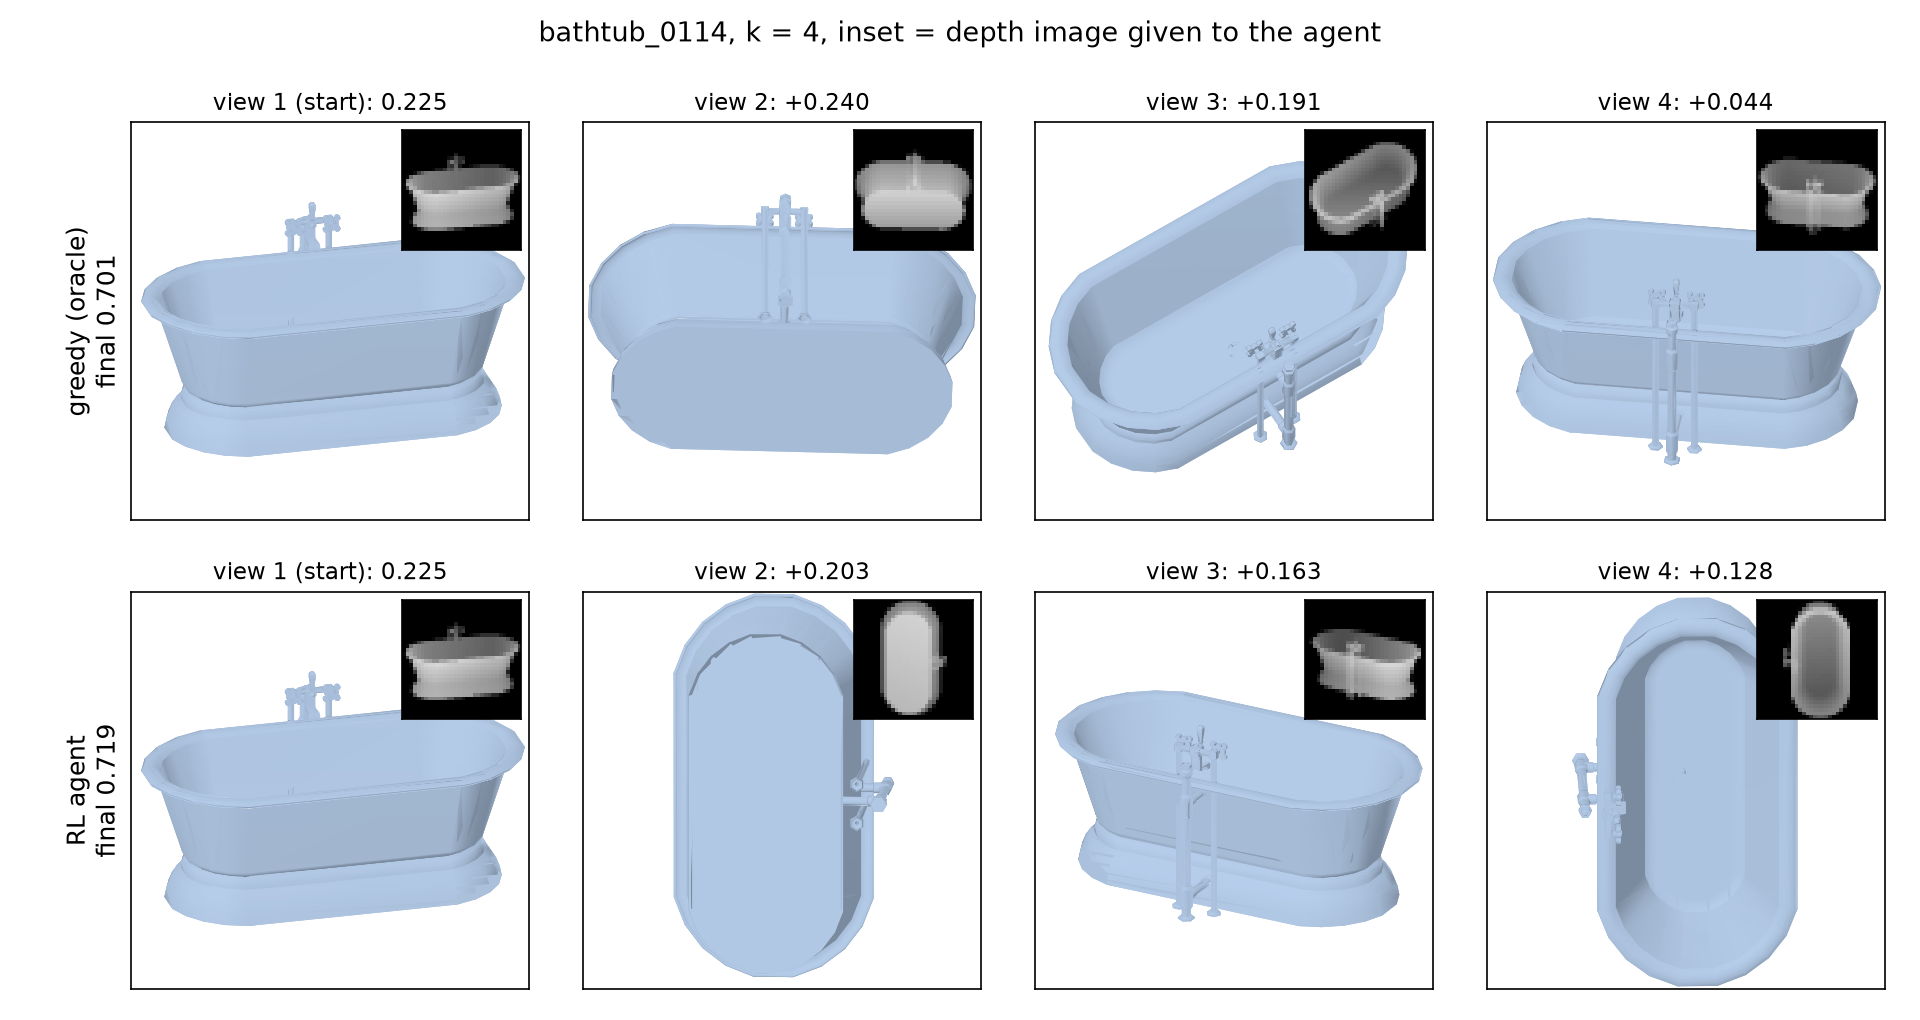 bathtub_0114, k = 4, inset = depth image given to the agent
greedy (oracle)
final 0.701
view 1 (start): 0.225
view 2: +0.240
view 3: +0.191
view 4: +0.044
RL agent
final 0.719
view 1 (start): 0.225
view 2: +0.203
view 3: +0.163
view 4: +0.128